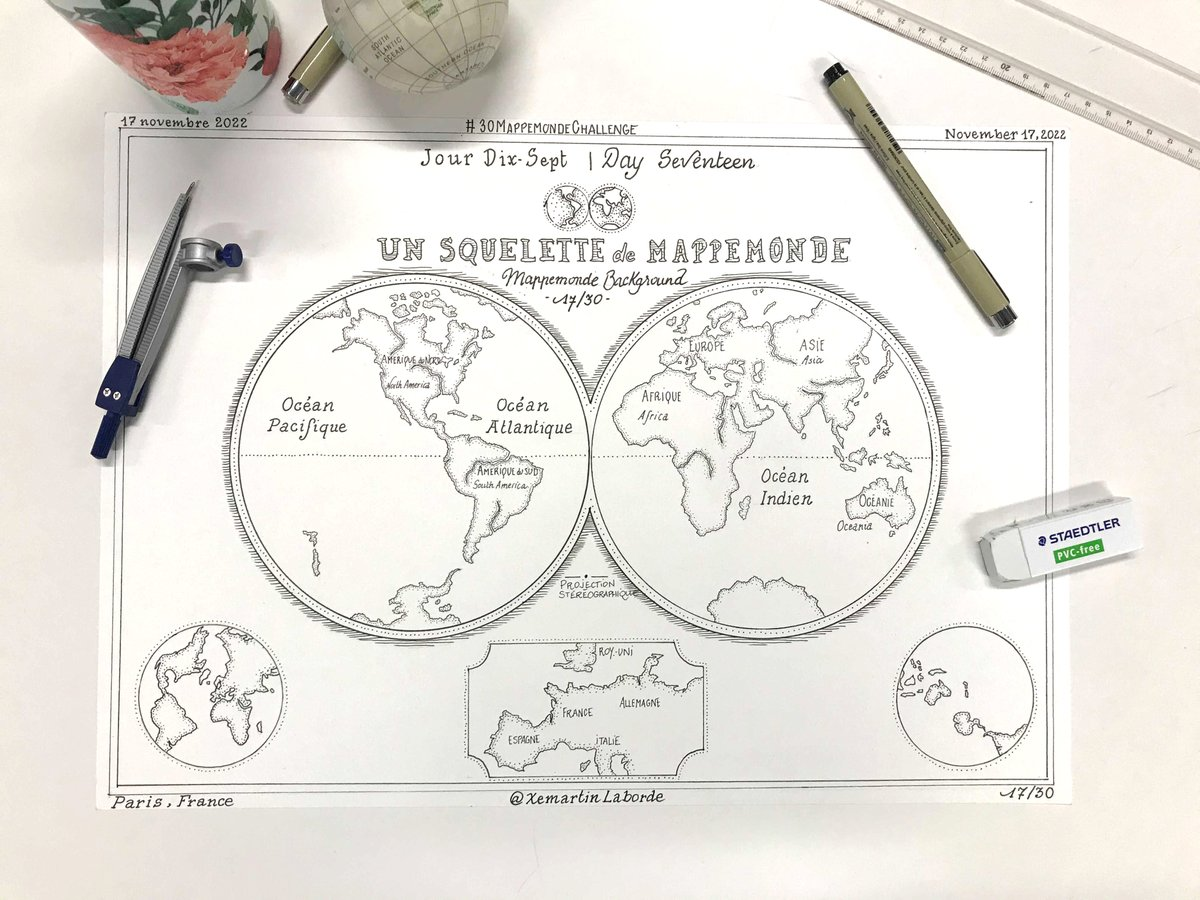 SOUTH
ATLANTIC
OCEAN
SOUTHERN OCEAN
17 novembre 2022
#30MAPPEMONDECHALLENGE
November 17, 2022
Jour Dix-Sept | Day Seventeen
UN SQUELETTE de MAPPEMONDE
Mappemonde Background
-17/30-
AMÉRIQUE du NORD
North America
Océan
Pacifique
Océan
Atlantique
AMÉRIQUE du SUD
South America
EUROPE
ASIE
Asia
AFRIQUE
Africa
Océan
Indien
OCÉANIE
Oceania
PROJECTION
STÉRÉOGRAPHIQUE
STAEDTLER
PVC-free
ROY.-UNI
FRANCE
ALLEMAGNE
ESPAGNE
ITALIE
Paris, France
@XemartinLaborde
17/30